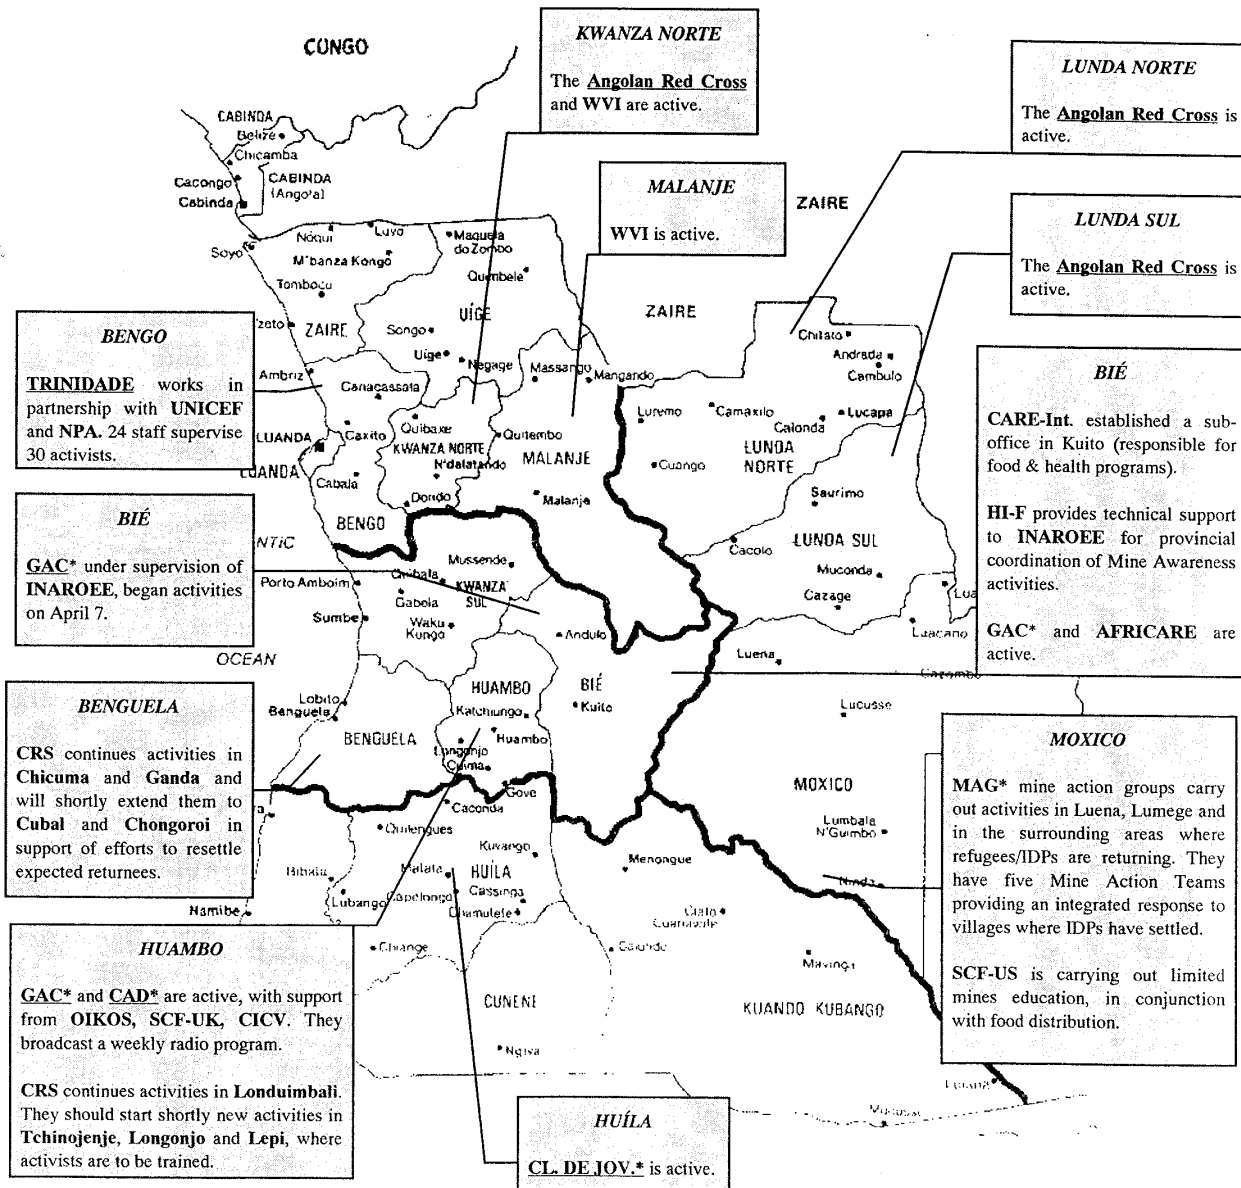 CONGO
KWANZA NORTE
The Angolan Red Cross
and WVI are active.
LUNDA NORTE
The Angolan Red Cross is
active.
CABINDA
Belize
Chicamba
Cacongo
CABINDA
(Angola)
Cabinda
MALANJE
WVI is active.
ZAIRE
LUNDA SUL
The Angolan Red Cross is
active.
Soyo
Nóqui
Luvo
M'banza Kongo
Maquela
do Zombo
Quimbele
Tomboco
ZAIRE
UÍGE
ZAIRE
Songo
Uíge
Negage
Massango
Mangando
Chitato
Andrada
Cambulo
BENGO
TRINIDADE works in
partnership with UNICEF
and NPA. 24 staff supervise
30 activists.
Ambriz
Caxito
LUANDA
LUANDA
Cabala
Quibaxe
KWANZA NORTE
N'dalatando
Dondo
BENGO
Quitembo
MALANJE
Malanje
Luremo
Camaxilo
Lucapa
Calonda
LUNDA
NORTE
Cuango
Saurimo
Cacolo
LUNDA SUL
Muconda
Cazage
BIÉ
CARE-Int. established a sub-
office in Kuito (responsible for
food & health programs).
HI-F provides technical support
to INAROEE for provincial
coordination of Mine Awareness
activities.
GAC* and AFRICARE are
active.
BIÉ
GAC* under supervision of
INAROEE, began activities
on April 7.
NTIC
OCEAN
Porto Amboim
Sumbe
Mussende
KWANZA
SUL
Gabela
Waku
Kungo
Andulo
Luena
Luacano
Cazombo
BENGUELA
CRS continues activities in
Chicuma and Ganda and
will shortly extend them to
Cubal and Chongoroi in
support of efforts to resettle
expected returnees.
Lobito
Benguela
BENGUELA
HUAMBO
Katchiungo
Huambo
Longonjo
Cuima
BIÉ
Kuito
Gove
Caconda
Lucusse
MOXICO
Lumbala
N'Guimbo
Ninda
MOXICO
MAG* mine action groups carry
out activities in Luena, Lumege and
in the surrounding areas where
refugees/IDPs are returning. They
have five Mine Action Teams
providing an integrated response to
villages where IDPs have settled.
SCF-US is carrying out limited
mines education, in conjunction
with food distribution.
Quilengues
Kuvango
Bibala
Lubango
Matala
HUÍLA
Capelongo
Cassinga
Chamutete
Namibe
Chiange
Menongue
Caiundo
Mavinga
CUNENE
KUANDO KUBANGO
Ngiva
HUAMBO
GAC* and CAD* are active, with support
from OIKOS, SCF-UK, CICV. They
broadcast a weekly radio program.
CRS continues activities in Londuimbali.
They should start shortly new activities in
Tchinojenje, Longonjo and Lepi, where
activists are to be trained.
HUÍLA
CL. DE JOV.* is active.